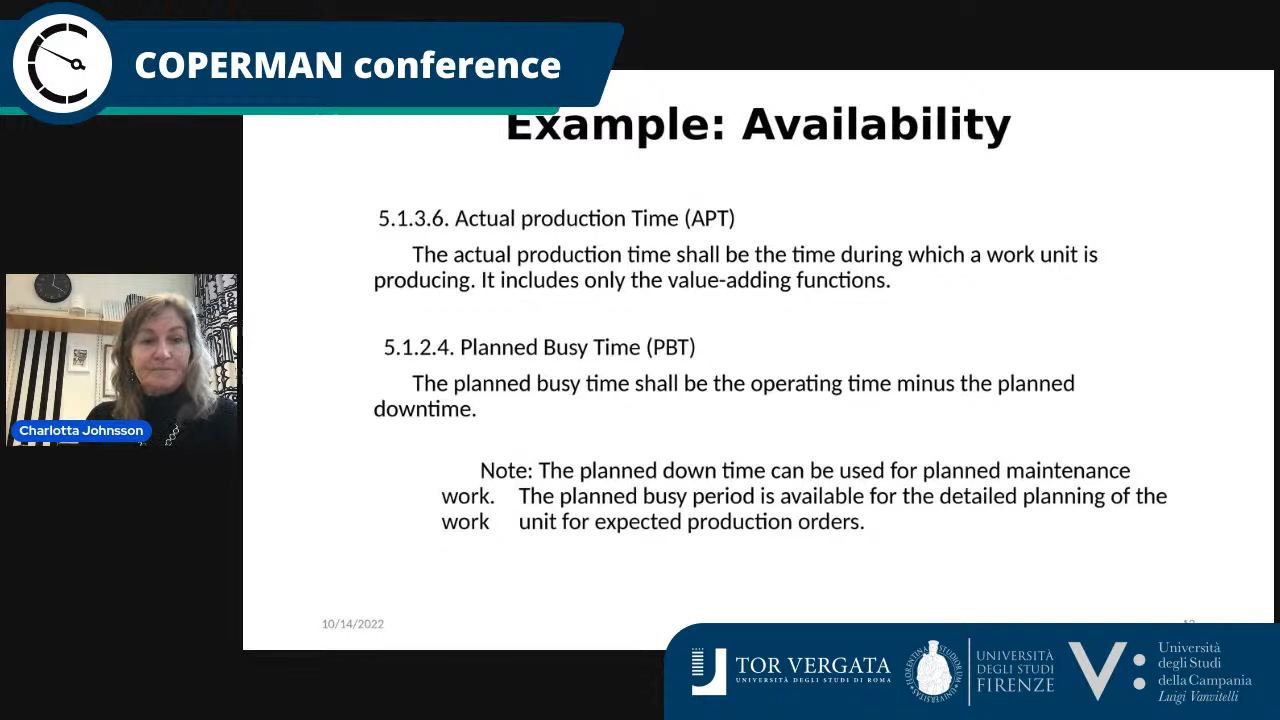 COPERMAN conference
Example: Availability
5.1.3.6. Actual production Time (APT)
The actual production time shall be the time during which a work unit is
producing. It includes only the value-adding functions.
5.1.2.4. Planned Busy Time (PBT)
The planned busy time shall be the operating time minus the planned
downtime.
Note: The planned down time can be used for planned maintenance
work. The planned busy period is available for the detailed planning of the
work unit for expected production orders.
Charlotta Johnsson
10/14/2022
TOR VERGATA
UNIVERSITÀ DEGLI STUDI DI ROMA
UNIVERSITÀ
DEGLI STUDI
FIRENZE
V:
Università
degli Studi
della Campania
Luigi Vanvitelli